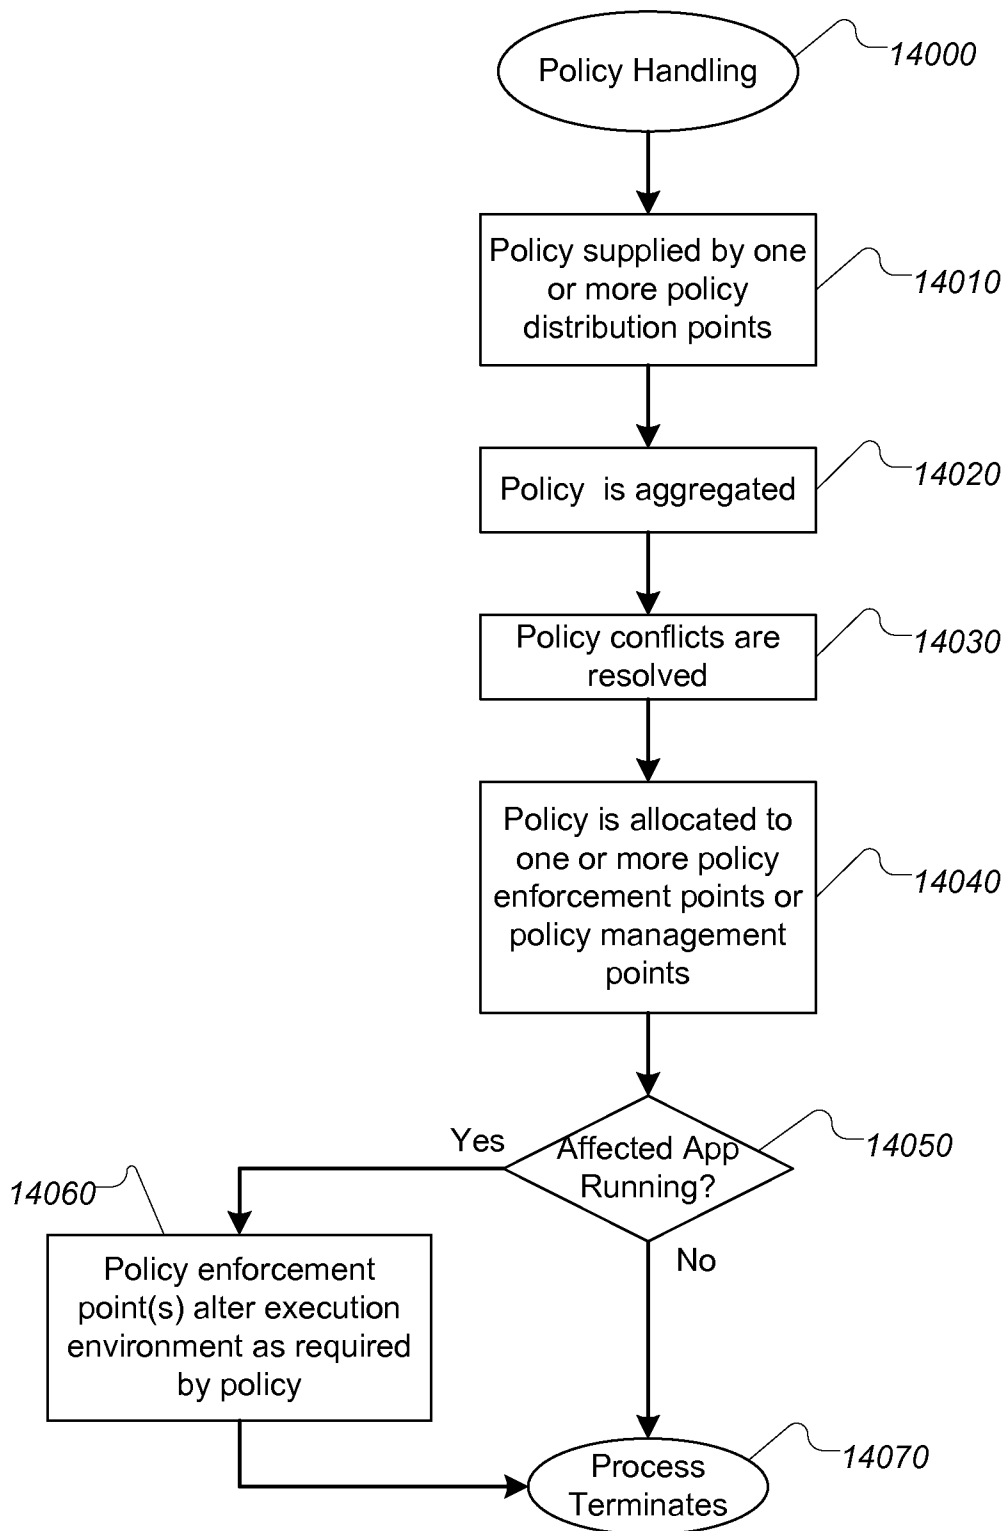 Policy Handling
14000
Policy supplied by one
or more policy
distribution points
14010
Policy is aggregated
14020
Policy conflicts are
resolved
14030
Policy is allocated to
one or more policy
enforcement points or
policy management
points
14040
Affected App
Running?
14050
Yes
No
14060
Policy enforcement
point(s) alter execution
environment as required
by policy
Process
Terminates
14070